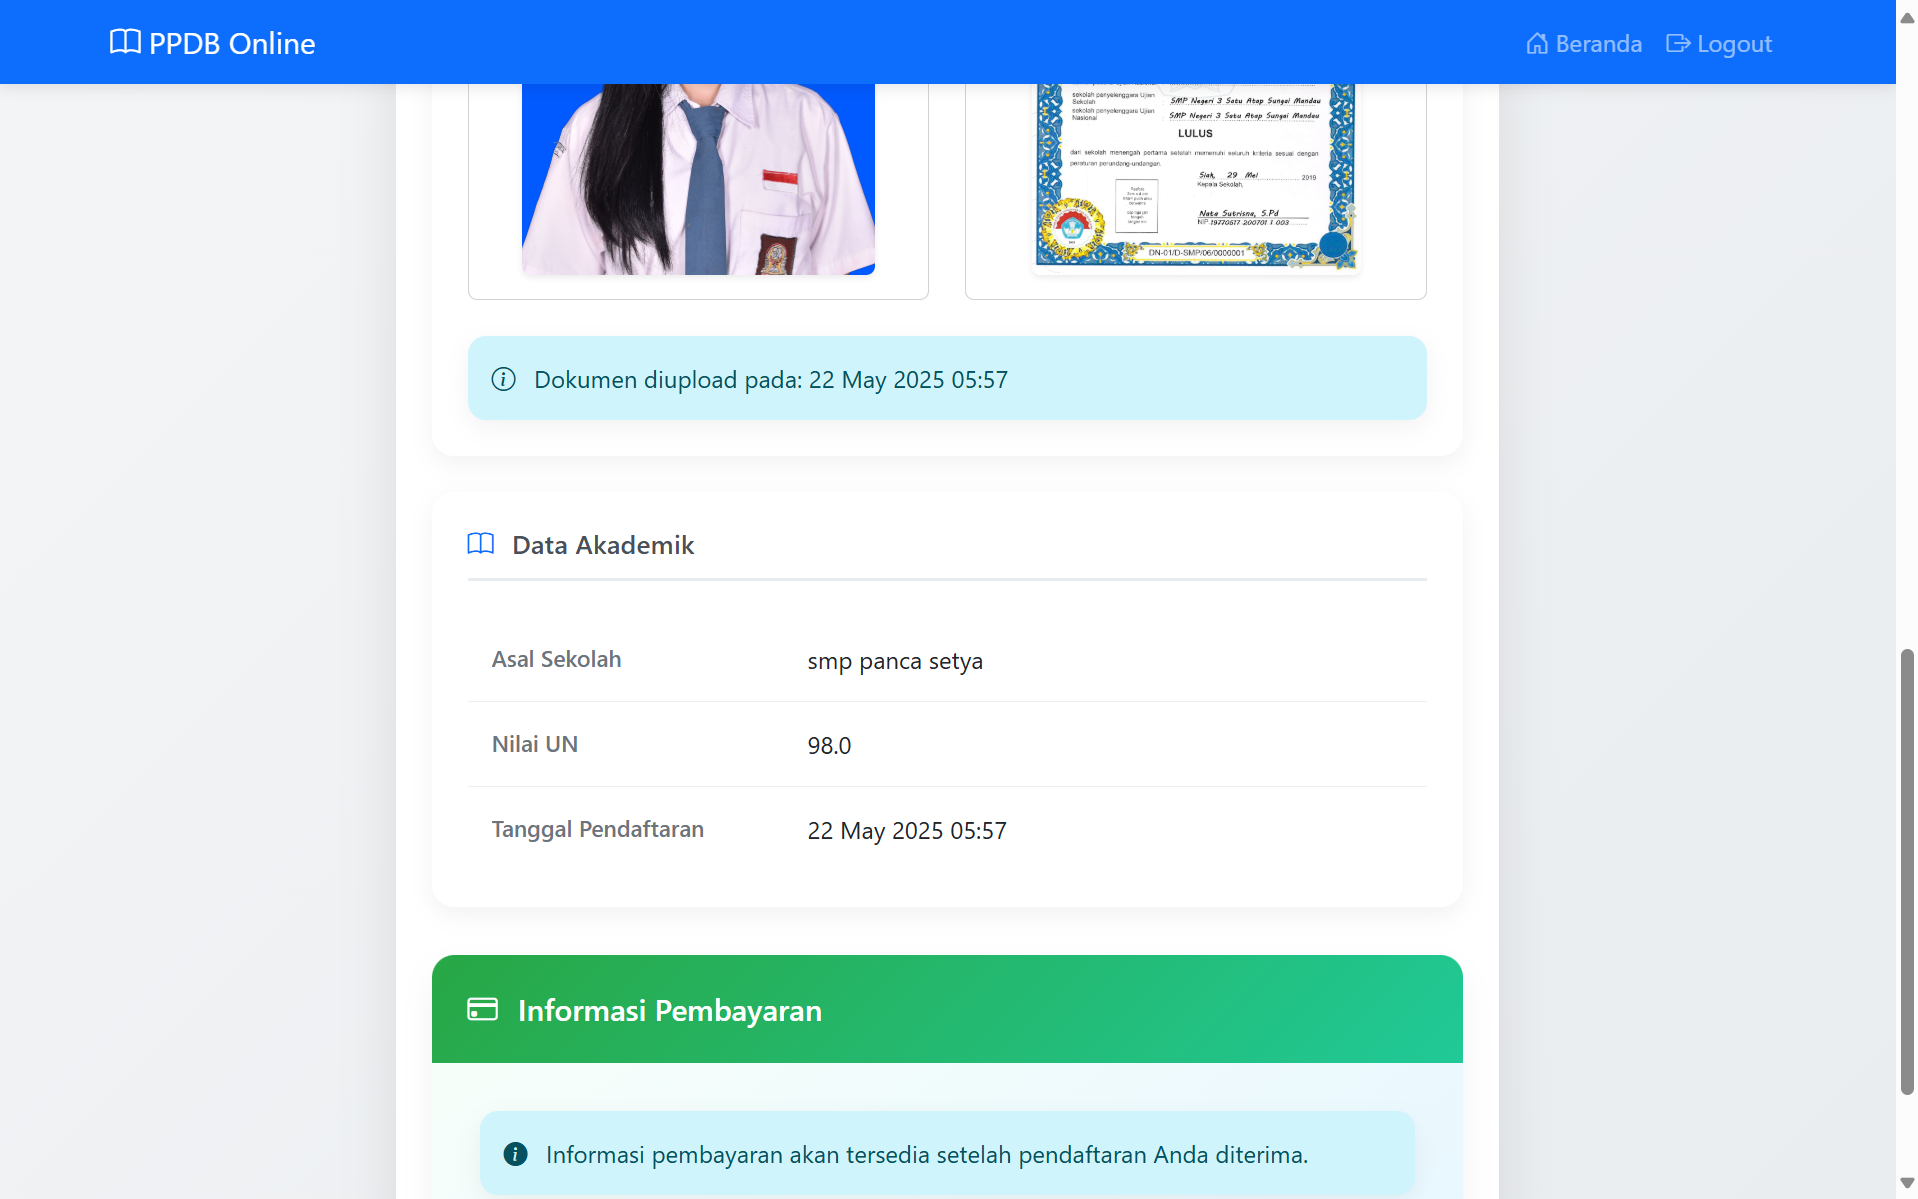 PPDB Online
Beranda
Logout
sekolah penyelenggara Ujian
Sekolah
SMP Negeri 3 Satu Atap Sungai Mandau
sekolah penyelenggara Ujian
Nasional
SMP Negeri 3 Satu Atap Sungai Mandau
LULUS
dari sekolah menengah pertama setelah memenuhi seluruh kriteria sesuai dengan
peraturan perundang-undangan.
Siak, 29 Mei 2019
Kepala Sekolah,
Nata Sutrisna, S.Pd
NIP 19770617 200701 1 003
DN-01/D-SMP/06/0000001
Dokumen diupload pada: 22 May 2025 05:57
Data Akademik
Asal Sekolah
smp panca setya
Nilai UN
98.0
Tanggal Pendaftaran
22 May 2025 05:57
Informasi Pembayaran
Informasi pembayaran akan tersedia setelah pendaftaran Anda diterima.